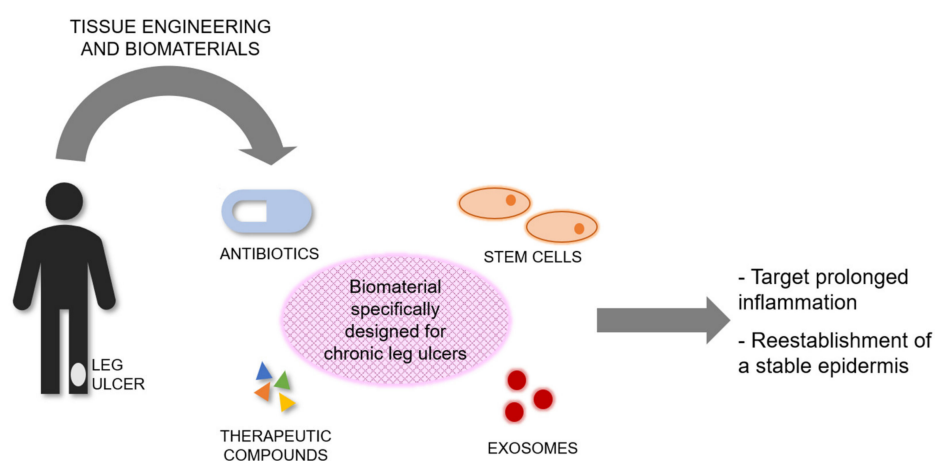 TISSUE ENGINEERING
AND BIOMATERIALS
ANTIBIOTICS
STEM CELLS
Biomaterial
specifically
designed for
chronic leg ulcers
- Target prolonged
inflammation
- Reestablishment of
a stable epidermis
LEG
ULCER
THERAPEUTIC
COMPOUNDS
EXOSOMES